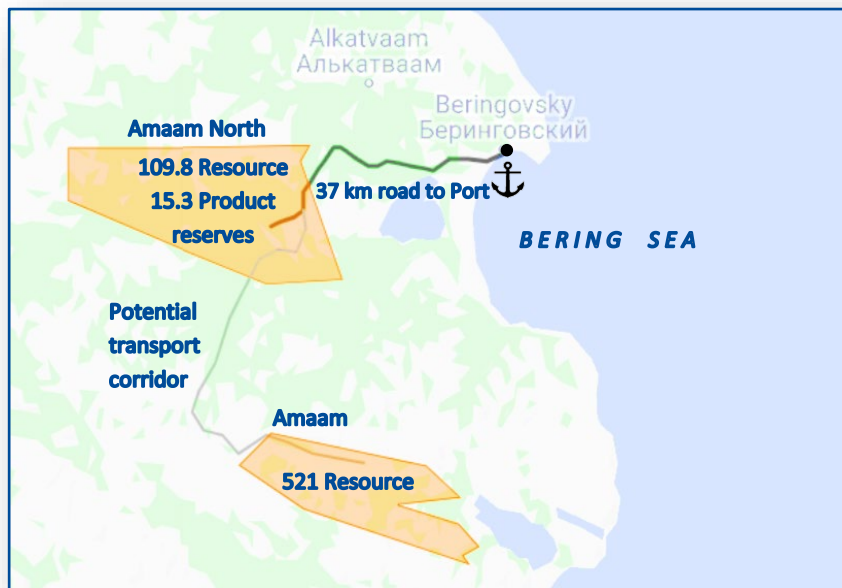 Alkatvaam
Алькатваам
Beringovsky
Беринговский
Amaam North
109.8 Resource
15.3 Product
reserves
37 km road to Port
BERING SEA
Potential
transport
corridor
Amaam
521 Resource